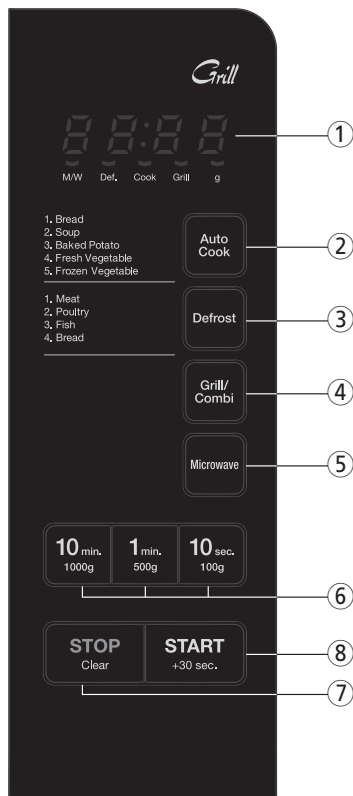 Grill
88:88
①
M/W Def. Cook Grill g
1. Bread
2. Soup
3. Baked Potato
4. Fresh Vegetable
5. Frozen Vegetable
Auto
Cook
②
1. Meat
2. Poultry
3. Fish
4. Bread
Defrost
③
Grill/
Combi
④
Microwave
⑤
10 min. 1 min. 10 sec.
1000g 500g 100g
⑥
STOP START
Clear +30 sec.
⑧
⑦